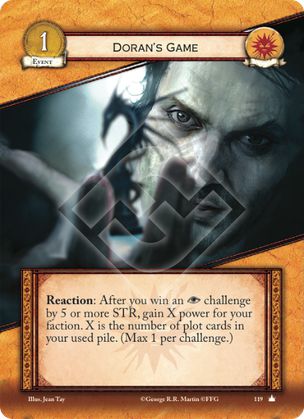 1
EVENT
DORAN'S GAME
Reaction: After you win an challenge
by 5 or more STR, gain X power for your
faction. X is the number of plot cards in
your used pile. (Max 1 per challenge.)
Illus. Jean Tay
©George R.R. Martin ©FFG
119